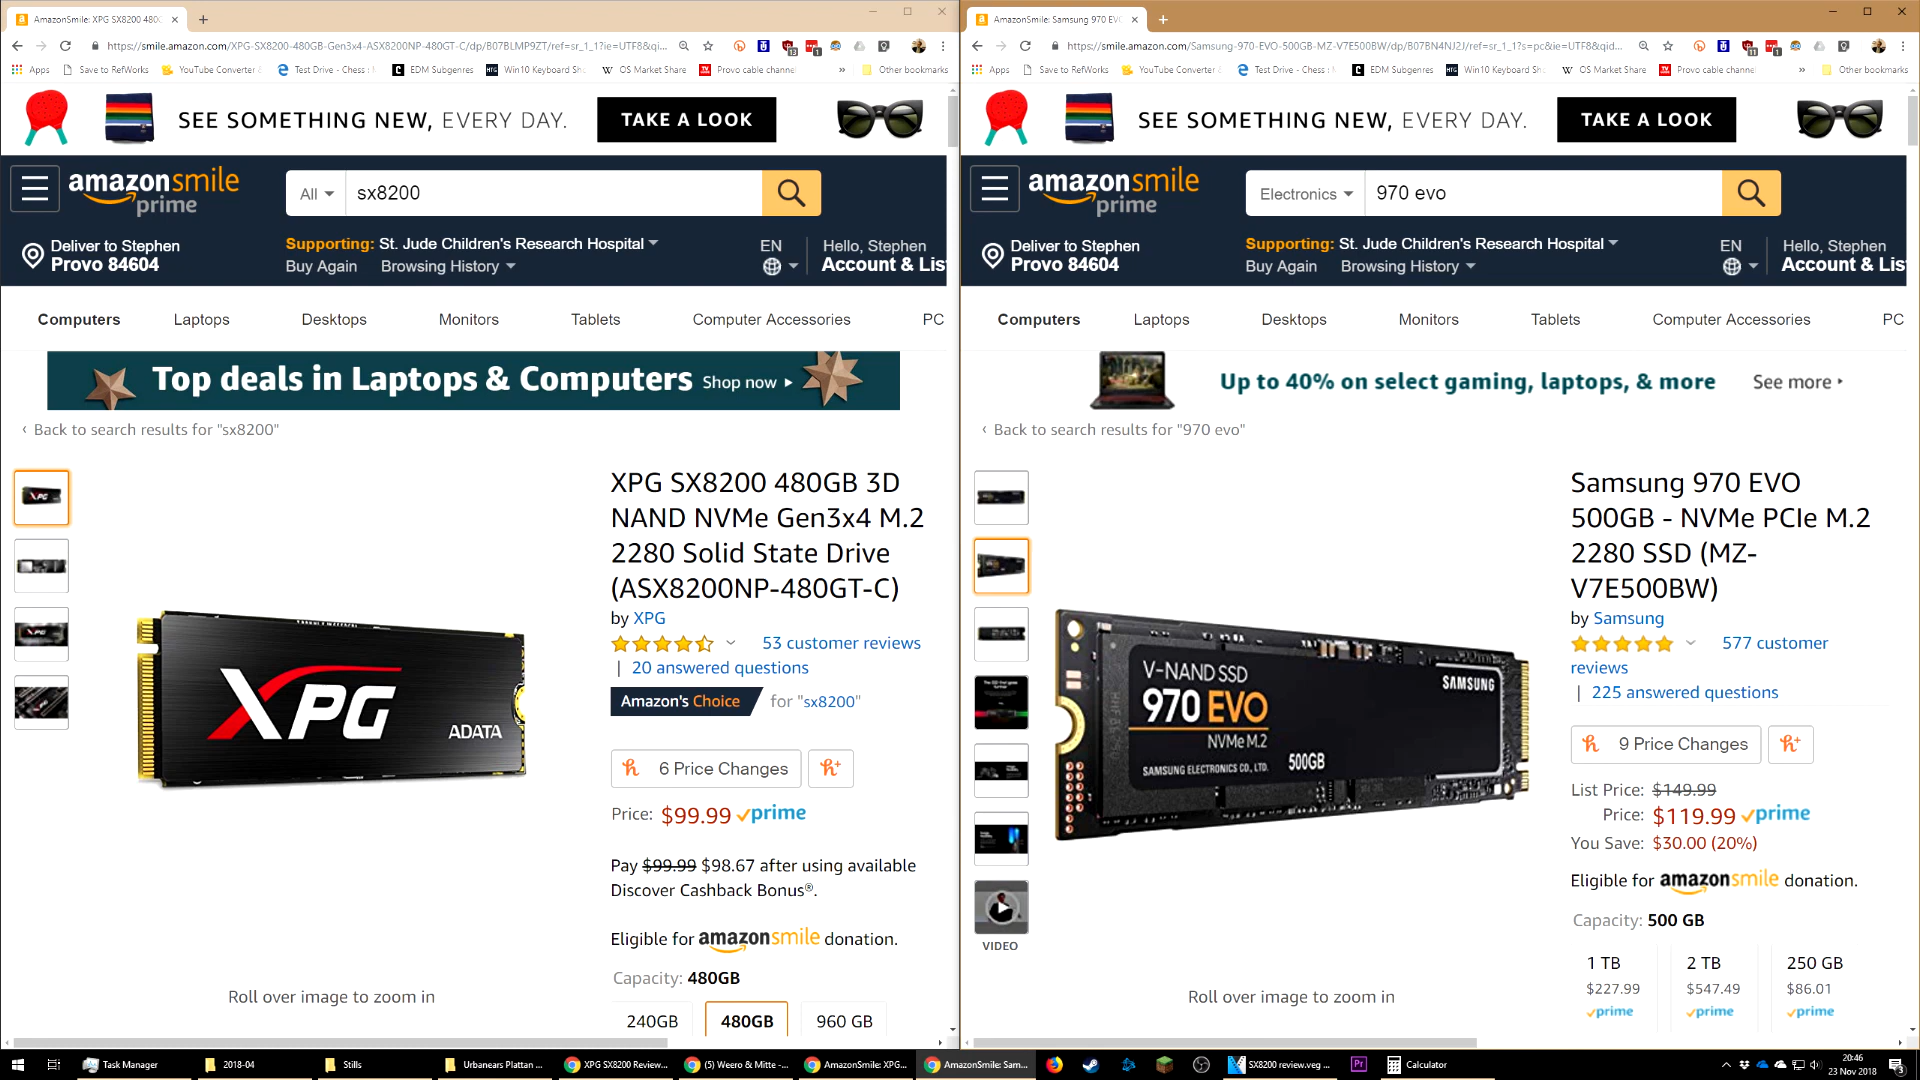 AmazonSmile: XPG SX8200 480G
https://smile.amazon.com/XPG-SX8200-480GB-Gen3x4-ASX8200NP-480GT-C/dp/B07BLMP9ZT/ref=sr_1_1?ie=UTF8&qid...
Apps Save to RefWorks YouTube Converter Test Drive - Chess EDM Subgenres Win10 Keyboard Sh OS Market Share Provo cable channel » Other bookmarks
SEE SOMETHING NEW, EVERY DAY. TAKE A LOOK
amazonsmile
prime
All
sx8200
Deliver to Stephen
Provo 84604
Supporting: St. Jude Children's Research Hospital
Buy Again Browsing History
EN
Hello, Stephen
Account & Lis
Computers Laptops Desktops Monitors Tablets Computer Accessories PC
Top deals in Laptops & Computers Shop now
‹ Back to search results for "sx8200"
XPG SX8200 480GB 3D
NAND NVMe Gen3x4 M.2
2280 Solid State Drive
(ASX8200NP-480GT-C)
by XPG
53 customer reviews
| 20 answered questions
Amazon's Choice for "sx8200"
6 Price Changes
Price: $99.99 prime
Pay $99.99 $98.67 after using available
Discover Cashback Bonus®.
Eligible for amazonsmile donation.
Capacity: 480GB
240GB 480GB 960 GB
XPG
ADATA
Roll over image to zoom in
AmazonSmile: Samsung 970 EVO
https://smile.amazon.com/Samsung-970-EVO-500GB-MZ-V7E500BW/dp/B07BN4NJ2J/ref=sr_1_1?s=pc&ie=UTF8&qid...
Apps Save to RefWorks YouTube Converter Test Drive - Chess EDM Subgenres Win10 Keyboard Sh OS Market Share Provo cable channel » Other bookmarks
SEE SOMETHING NEW, EVERY DAY. TAKE A LOOK
amazonsmile
prime
Electronics
970 evo
Deliver to Stephen
Provo 84604
Supporting: St. Jude Children's Research Hospital
Buy Again Browsing History
EN
Hello, Stephen
Account & Lis
Computers Laptops Desktops Monitors Tablets Computer Accessories PC
Up to 40% on select gaming, laptops, & more See more
‹ Back to search results for "970 evo"
Samsung 970 EVO
500GB - NVMe PCIe M.2
2280 SSD (MZ-
V7E500BW)
by Samsung
577 customer
reviews
| 225 answered questions
9 Price Changes
List Price: $149.99
Price: $119.99 prime
You Save: $30.00 (20%)
Eligible for amazonsmile donation.
Capacity: 500 GB
1 TB 2 TB 250 GB
$227.99 $547.49 $86.01
prime prime prime
V-NAND SSD
970 EVO
NVMe M.2
SAMSUNG ELECTRONICS CO., LTD.
500GB
SAMSUNG
VIDEO
Roll over image to zoom in
Task Manager 2018-04 Stills Urbanears Plattan ... XPG SX8200 Review... (5) Weero & Mitte -... AmazonSmile: XPG... AmazonSmile: Sam... SX8200 review.veg ... Pr Calculator
20:46
23 Nov 2018
3